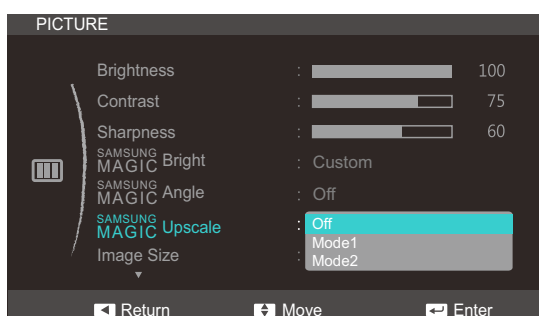 PICTURE
Brightness : 100
Contrast : 75
Sharpness : 60
SAMSUNG MAGIC Bright : Custom
SAMSUNG MAGIC Angle : Off
SAMSUNG MAGIC Upscale : Off
Mode1
Mode2
Image Size :
Return Move Enter